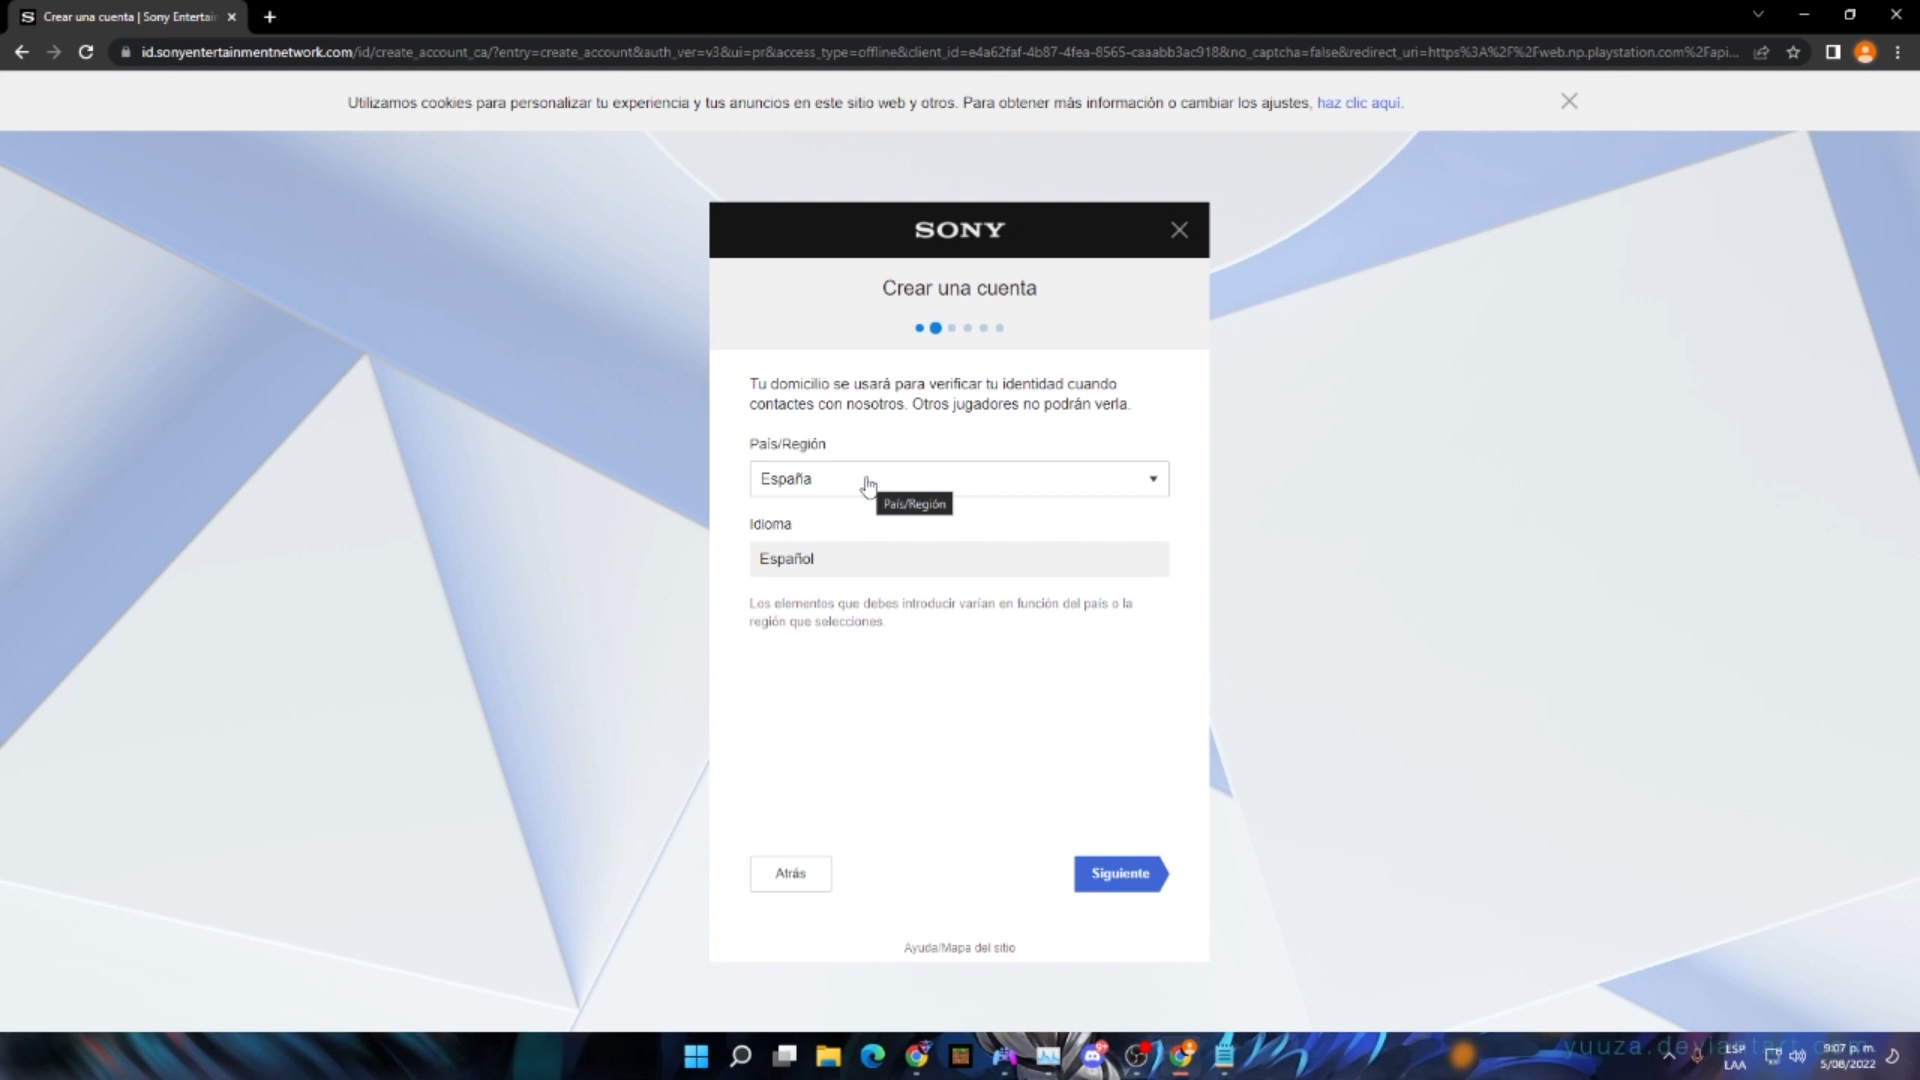 Crear una cuenta | Sony Entertain
id.sonyentertainmentnetwork.com/id/create_account_ca/?entry=create_account&auth_ver=v3&ui=pr&access_type=offline&client_id=e4a62faf-4b87-4fea-8565-caaabb3ac918&no_captcha=false&redirect_uri=https%3A%2F%2Fweb.np.playstation.com%2Fapi...
Utilizamos cookies para personalizar tu experiencia y tus anuncios en este sitio web y otros. Para obtener más información o cambiar los ajustes, haz clic aquí.
SONY
Crear una cuenta
Tu domicilio se usará para verificar tu identidad cuando
contactes con nosotros. Otros jugadores no podrán verla.
País/Región
España
País/Región
Idioma
Español
Los elementos que debes introducir varían en función del país o la
región que selecciones.
Atrás
Siguiente
Ayuda/Mapa del sitio
ESP
LAA
9:07 p. m.
5/08/2022